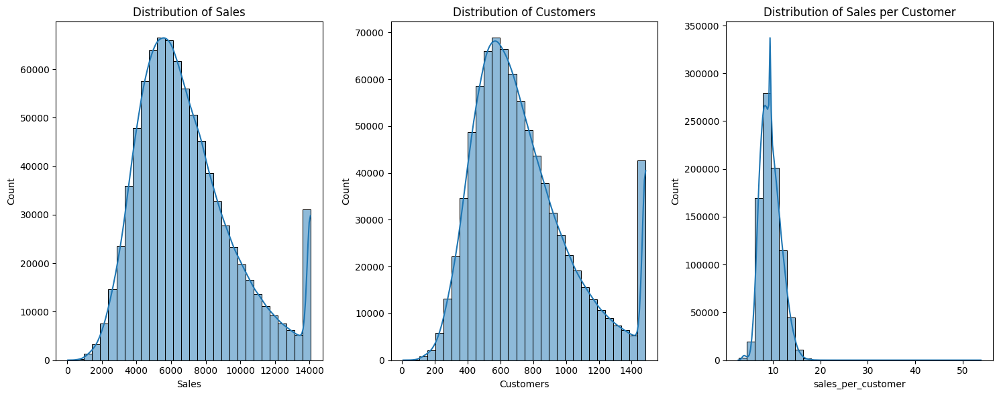 Distribution of Sales
Count
60000
50000
40000
30000
20000
10000
0
0 2000 4000 6000 8000 10000 12000 14000
Sales
Distribution of Customers
Count
70000
60000
50000
40000
30000
20000
10000
0
0 200 400 600 800 1000 1200 1400
Customers
Distribution of Sales per Customer
Count
350000
300000
250000
200000
150000
100000
50000
0
10 20 30 40 50
sales_per_customer